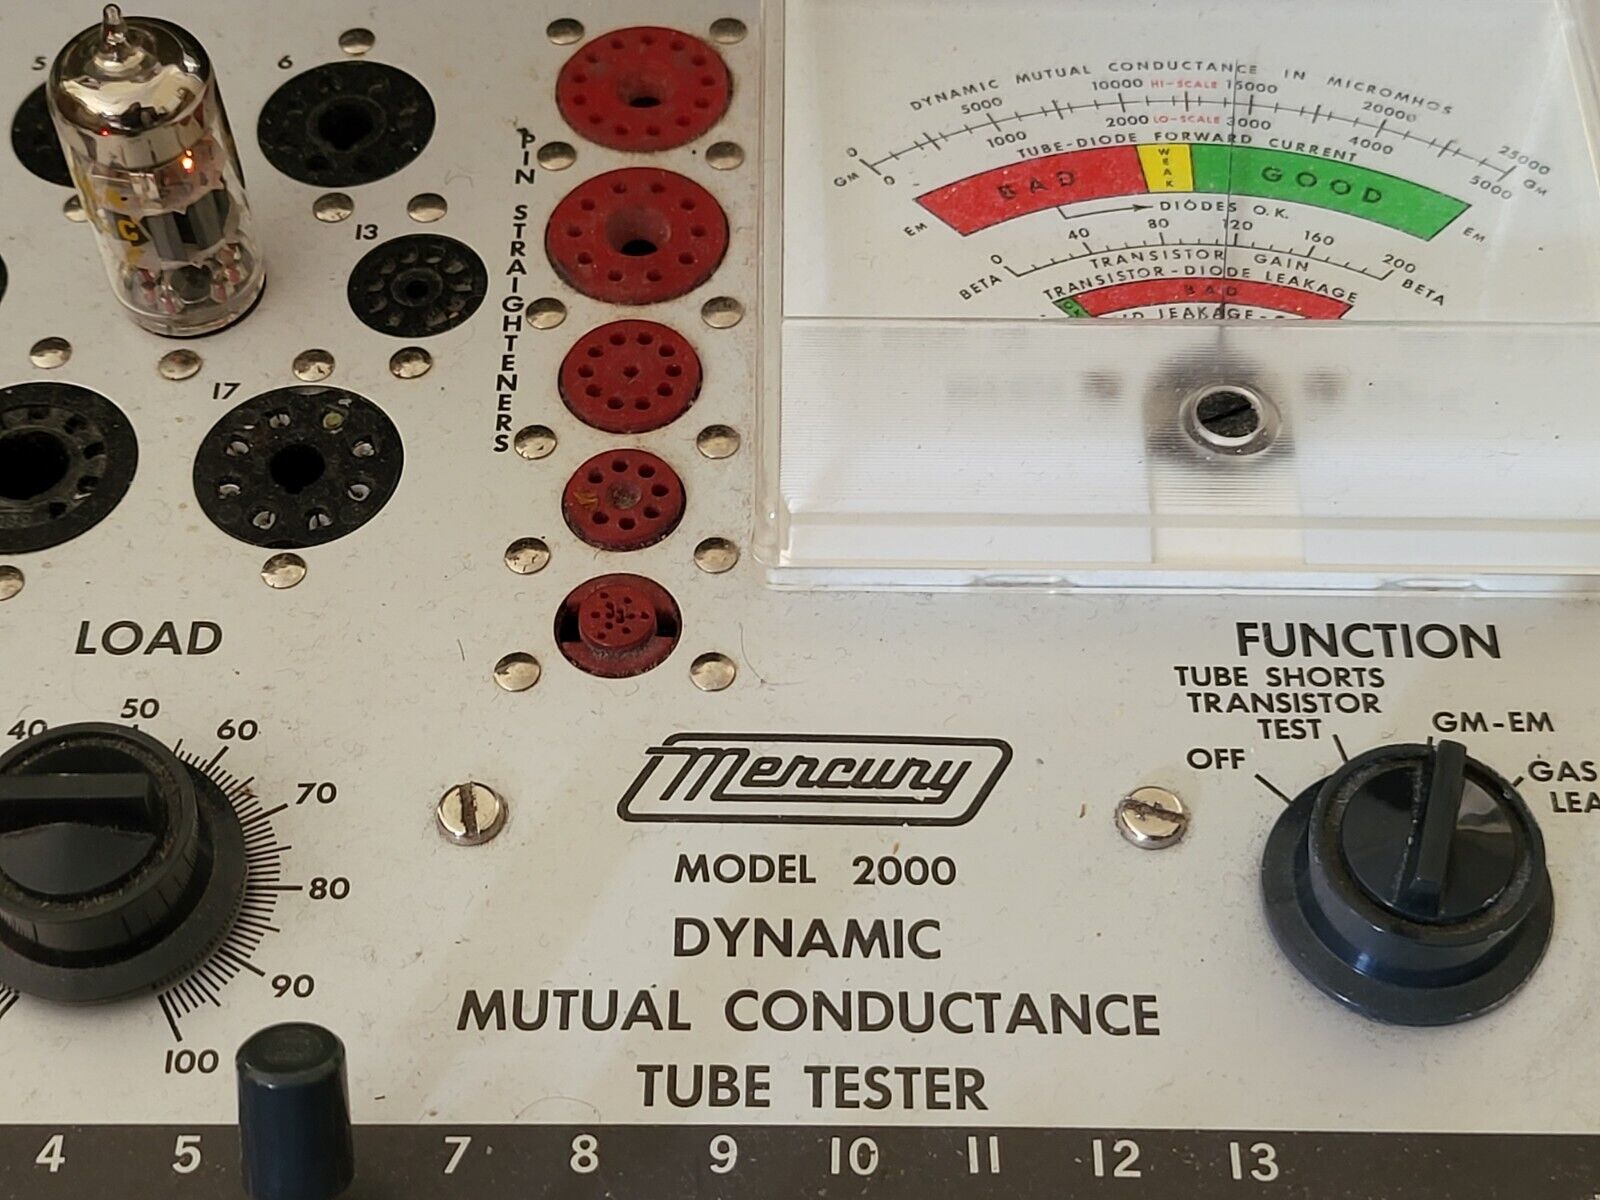 5
6
13
17
PIN STRAIGHTENERS
DYNAMIC MUTUAL CONDUCTANCE IN MICROMHOS
0 5000 10000 HI-SCALE 15000 20000 25000
GM 0 1000 2000 LO-SCALE 3000 4000 5000 GM
TUBE-DIODE FORWARD CURRENT
EM BAD WEAK GOOD EM
DIODES O.K.
0 40 80 120 160 200
BETA TRANSISTOR GAIN BETA
TRANSISTOR-DIODE LEAKAGE
BAD
LEAKAGE-
C
LOAD
40 50 60 70 80 90 100
FUNCTION
TUBE SHORTS
TRANSISTOR
TEST
OFF
GM-EM
GAS
LEA
Mercury
MODEL 2000
DYNAMIC
MUTUAL CONDUCTANCE
TUBE TESTER
4 5 7 8 9 10 11 12 13